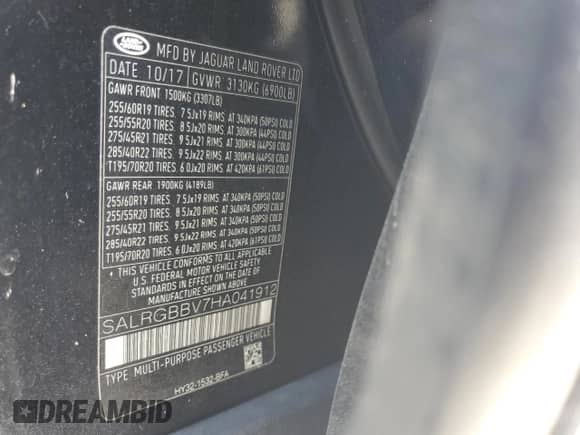 LAND ROVER
MFD BY JAGUAR LAND ROVER LTD
DATE 10/17 GVWR 3130KG (6900LB)
GAWR FRONT 1500KG (3307LB)
255/60R19 TIRES. 7 5Jx19 RIMS AT 340KPA (50PSI) COLD
255/55R20 TIRES. 8 5Jx20 RIMS AT 300KPA (44PSI) COLD
275/45R21 TIRES. 9 5Jx21 RIMS AT 300KPA (44PSI) COLD
285/40R22 TIRES. 9 5Jx22 RIMS AT 300KPA (44PSI) COLD
T195/70R20 TIRES. 6 0Jx20 RIMS AT 420KPA (61PSI) COLD
GAWR REAR 1900KG (4189LB)
255/60R19 TIRES. 7 5Jx19 RIMS AT 340KPA (50PSI) COLD
255/55R20 TIRES. 8 5Jx20 RIMS AT 340KPA (50PSI) COLD
275/45R21 TIRES. 9 5Jx21 RIMS AT 340KPA (50PSI) COLD
285/40R22 TIRES. 9 5Jx22 RIMS AT 340KPA (50PSI) COLD
T195/70R20 TIRES. 6 0Jx20 RIMS AT 420KPA (61PSI) COLD
* THIS VEHICLE CONFORMS TO ALL APPLICABLE
U.S. FEDERAL MOTOR VEHICLE SAFETY
STANDARDS IN EFFECT ON THE DATE OF
MANUFACTURE SHOWN ABOVE *
SALRGBBV7HA041912
TYPE MULTI-PURPOSE PASSENGER VEHICLE
HY32-1532-BFA
DREAMBID